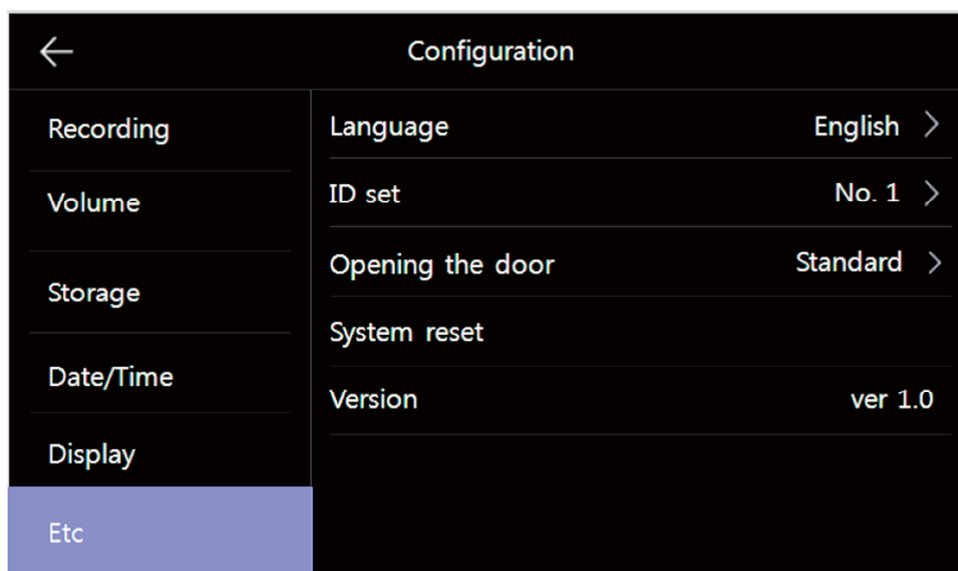 Configuration
Recording
Volume
Storage
Date/Time
Display
Etc
Language English
ID set No. 1
Opening the door Standard
System reset
Version ver 1.0